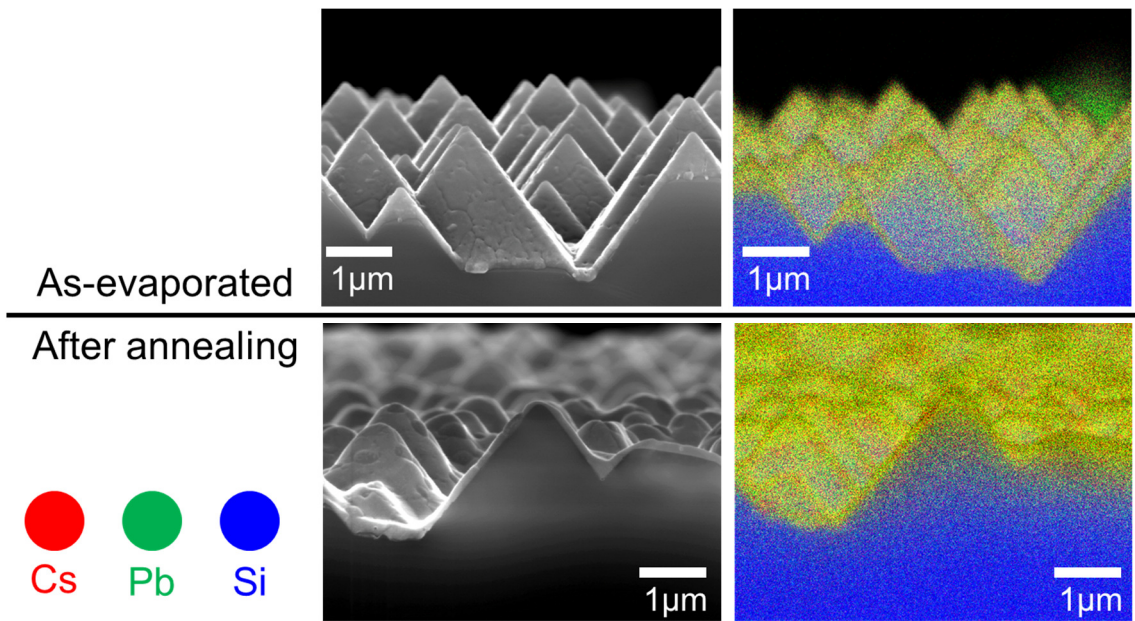 1µm
1µm
As-evaporated
After annealing
Cs
Pb
Si
1µm
1µm